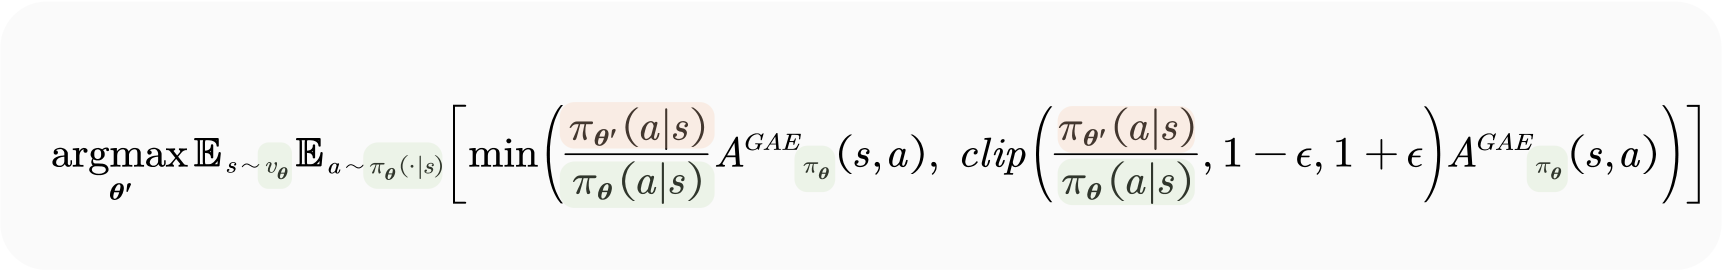 argmax_{θ'} 𝔼_{s∼v_θ} 𝔼_{a∼π_θ(·|s)} [ min( π_{θ'}(a|s) / π_θ(a|s) A^{GAE}_{π_θ}(s,a), clip( π_{θ'}(a|s) / π_θ(a|s), 1 − ϵ, 1 + ϵ ) A^{GAE}_{π_θ}(s,a) ) ]